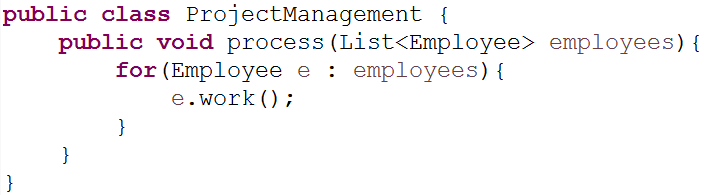 public class ProjectManagement {
    public void process(List<Employee> employees){
        for(Employee e : employees){
            e.work();
        }
    }
}